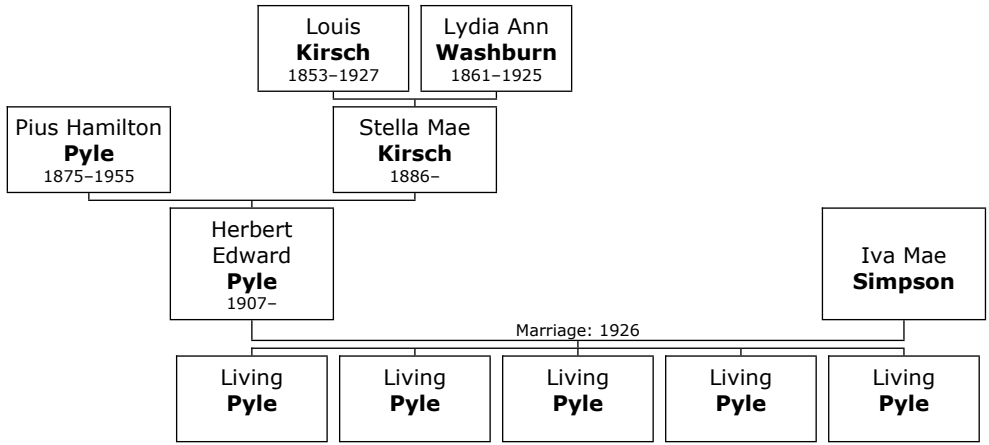 Louis
Kirsch
1853–1927
Lydia Ann
Washburn
1861–1925
Pius Hamilton
Pyle
1875–1955
Stella Mae
Kirsch
1886–
Herbert
Edward
Pyle
1907–
Iva Mae
Simpson
Marriage: 1926
Living
Pyle
Living
Pyle
Living
Pyle
Living
Pyle
Living
Pyle